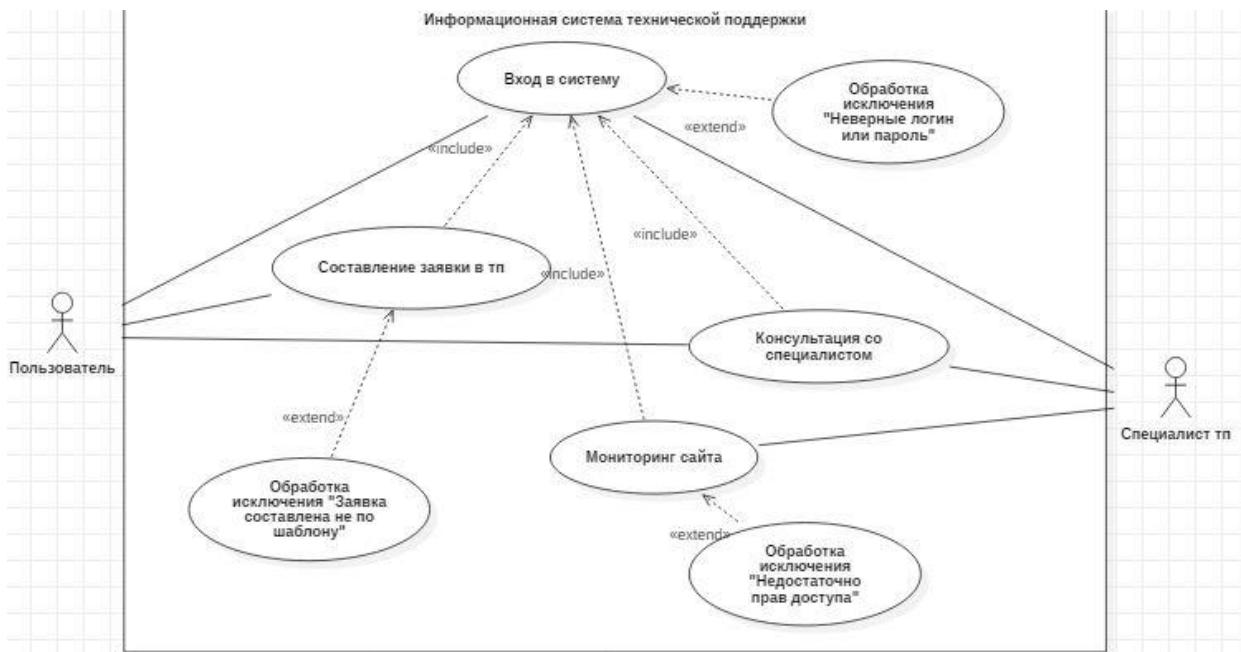 Информационная система технической поддержки
Вход в систему
Обработка
исключения
"Неверные логин
или пароль"
«extend»
«include»
«include»
Составление заявки в тп
«include»
Консультация со
специалистом
Пользователь
Специалист тп
«extend»
Мониторинг сайта
Обработка
исключения "Заявка
составлена не по
шаблону"
«extend»
Обработка
исключения
"Недостаточно
прав доступа"